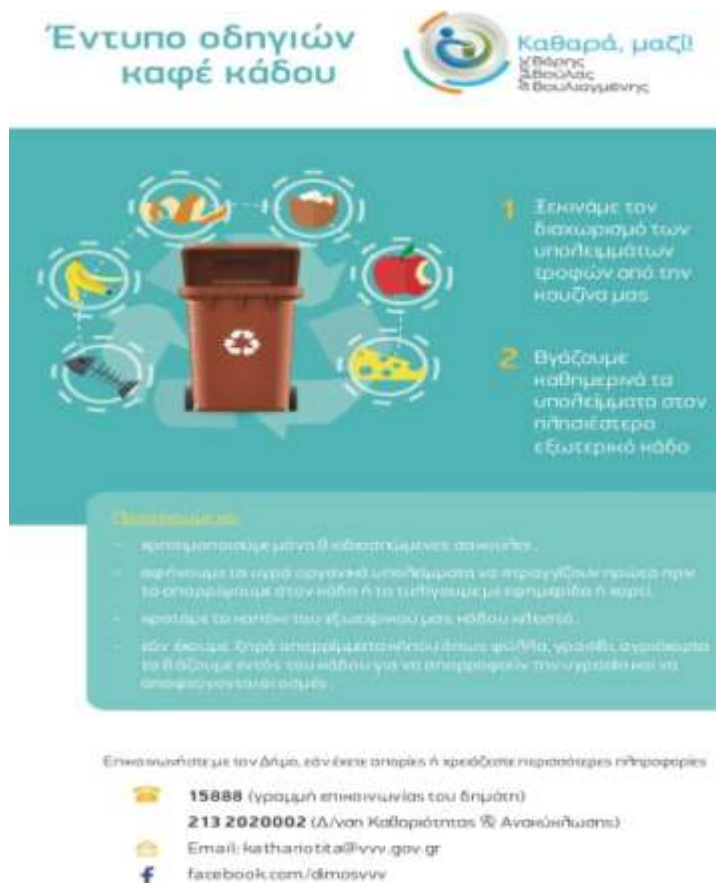 Έντυπο οδηγιών
καφέ κάδου
Καθαρά, μαζί!
Βάρης
Βούλας
Βουλιαγμένης
1 Ξεκινάμε τον
διαχωρισμό των
υπολειμμάτων
τροφών από την
κουζίνα μας
2 Βγάζουμε
καθημερινά τα
υπολείμματα στον
πλησιέστερο
εξωτερικό κάδο
- χρησιμοποιούμε μόνο βιοδιασπώμενες σακούλες.
- αφήνουμε τα υγρά οργανικά υπολείμματα να στραγγίζουν πρώτα πριν
τα απορρίψουμε στον κάδο ή τα τυλίγουμε με εφημερίδα ή χαρτί.
- κρατάμε το καπάκι του εξωτερικού μας κάδου κλειστό.
- εάν έχουμε ξηρά απορρίμματα κήπου όπως φύλλα, γρασίδι,
τα βάζουμε εντός του κάδου για να απορροφούν την υγρασία και να
αποφεύγονται οι οσμές.
Επικοινωνήστε με τον Δήμο, εάν έχετε απορίες ή χρειάζεστε περισσότερες πληροφορίες
15888 (γραμμή επικοινωνίας του δημότη)
213 2020002 (Δ/νση Καθαριότητας & Ανακύκλωσης)
Email: kathariotita@vvv.gov.gr
facebook.com/dimosvvv